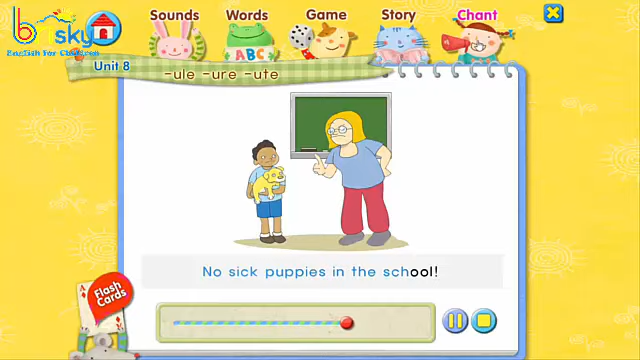 Sounds
Words
Game
Story
Chant
britsky
English For Children
Unit 8
-ule -ure -ute
ABC
No sick puppies in the school!
A
Flash
Cards